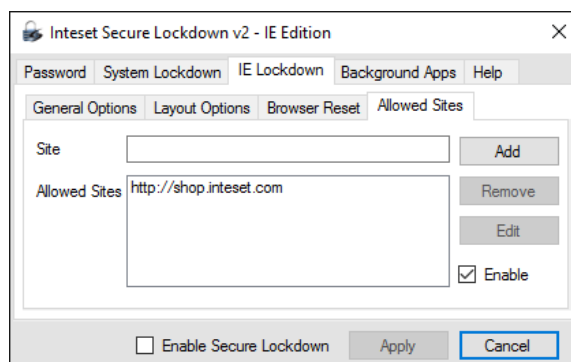 Inteset Secure Lockdown v2 - IE Edition
Password System Lockdown IE Lockdown Background Apps Help
General Options Layout Options Browser Reset Allowed Sites
Site Add
Allowed Sites http://shop.inteset.com Remove
Edit
Enable
Enable Secure Lockdown Apply Cancel